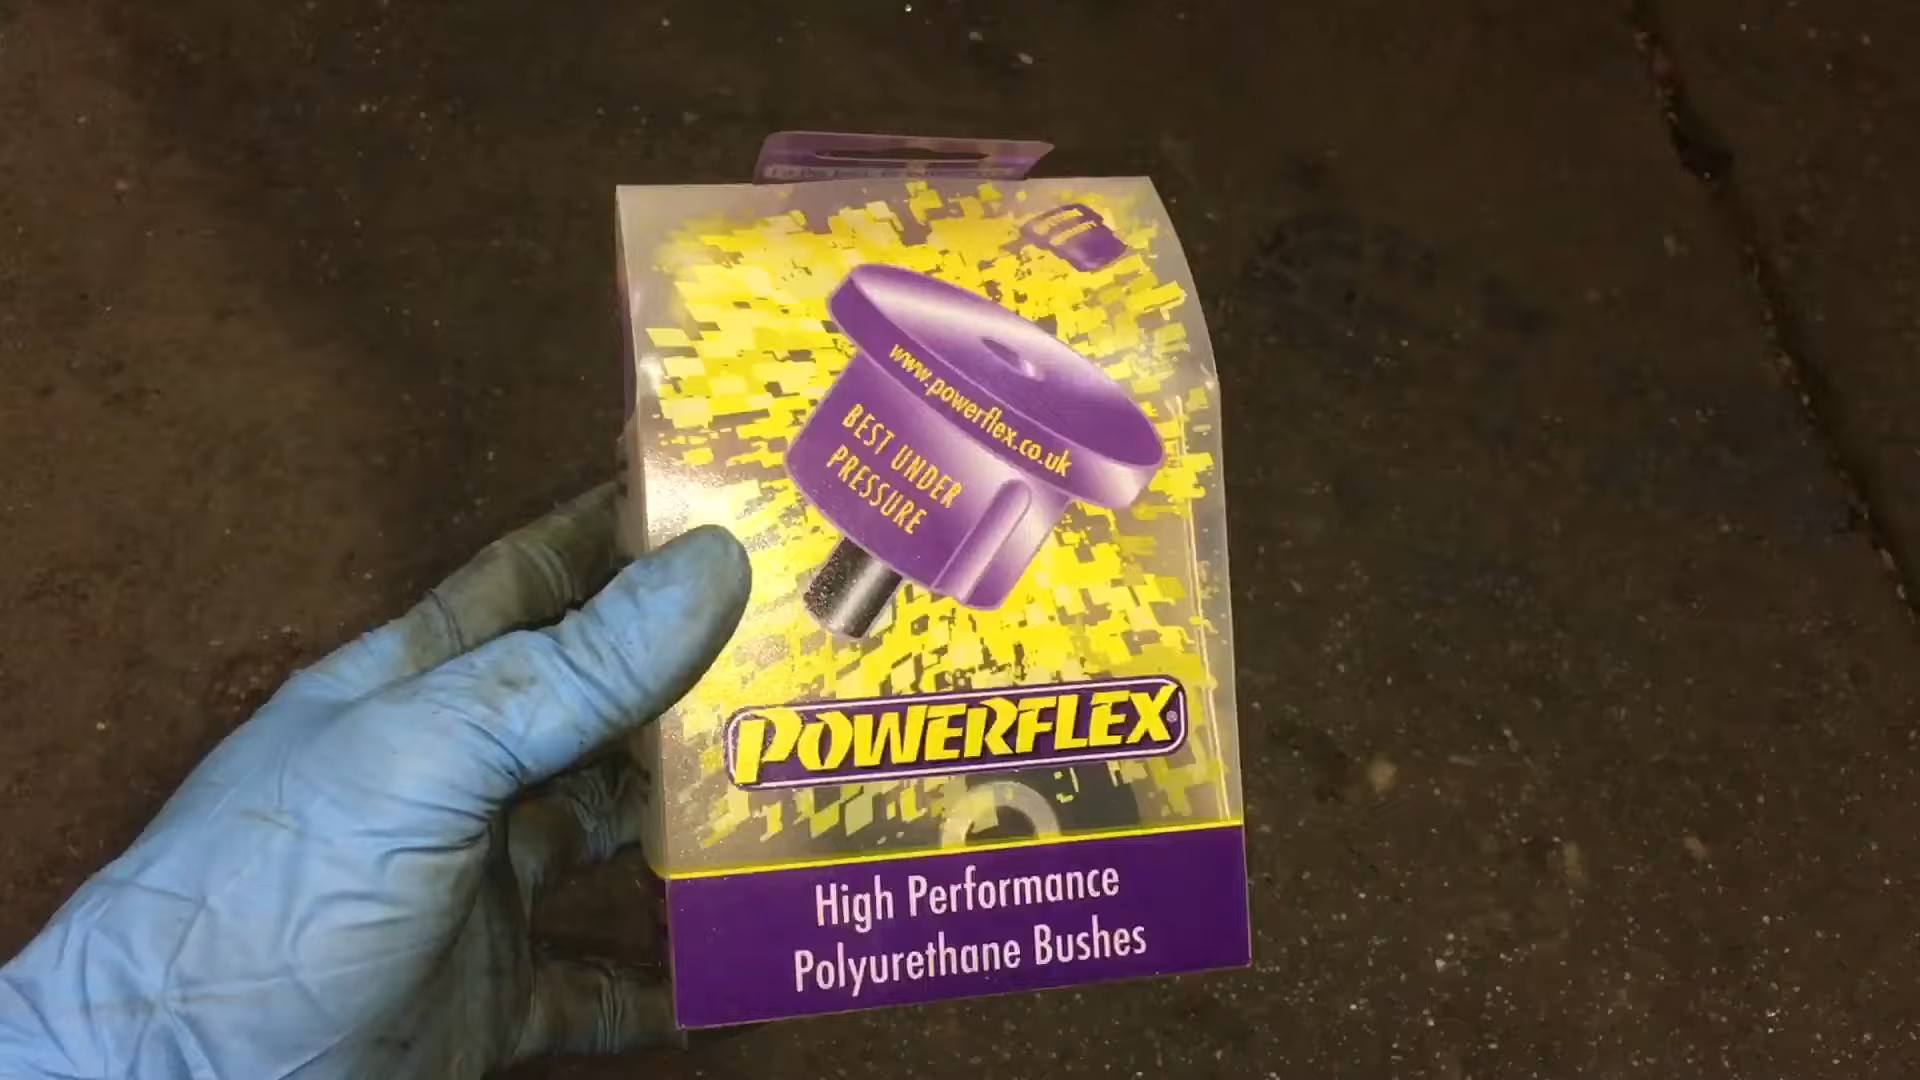 www.powerflex.co.uk
BEST UNDER
PRESSURE
POWERFLEX®
High Performance
Polyurethane Bushes